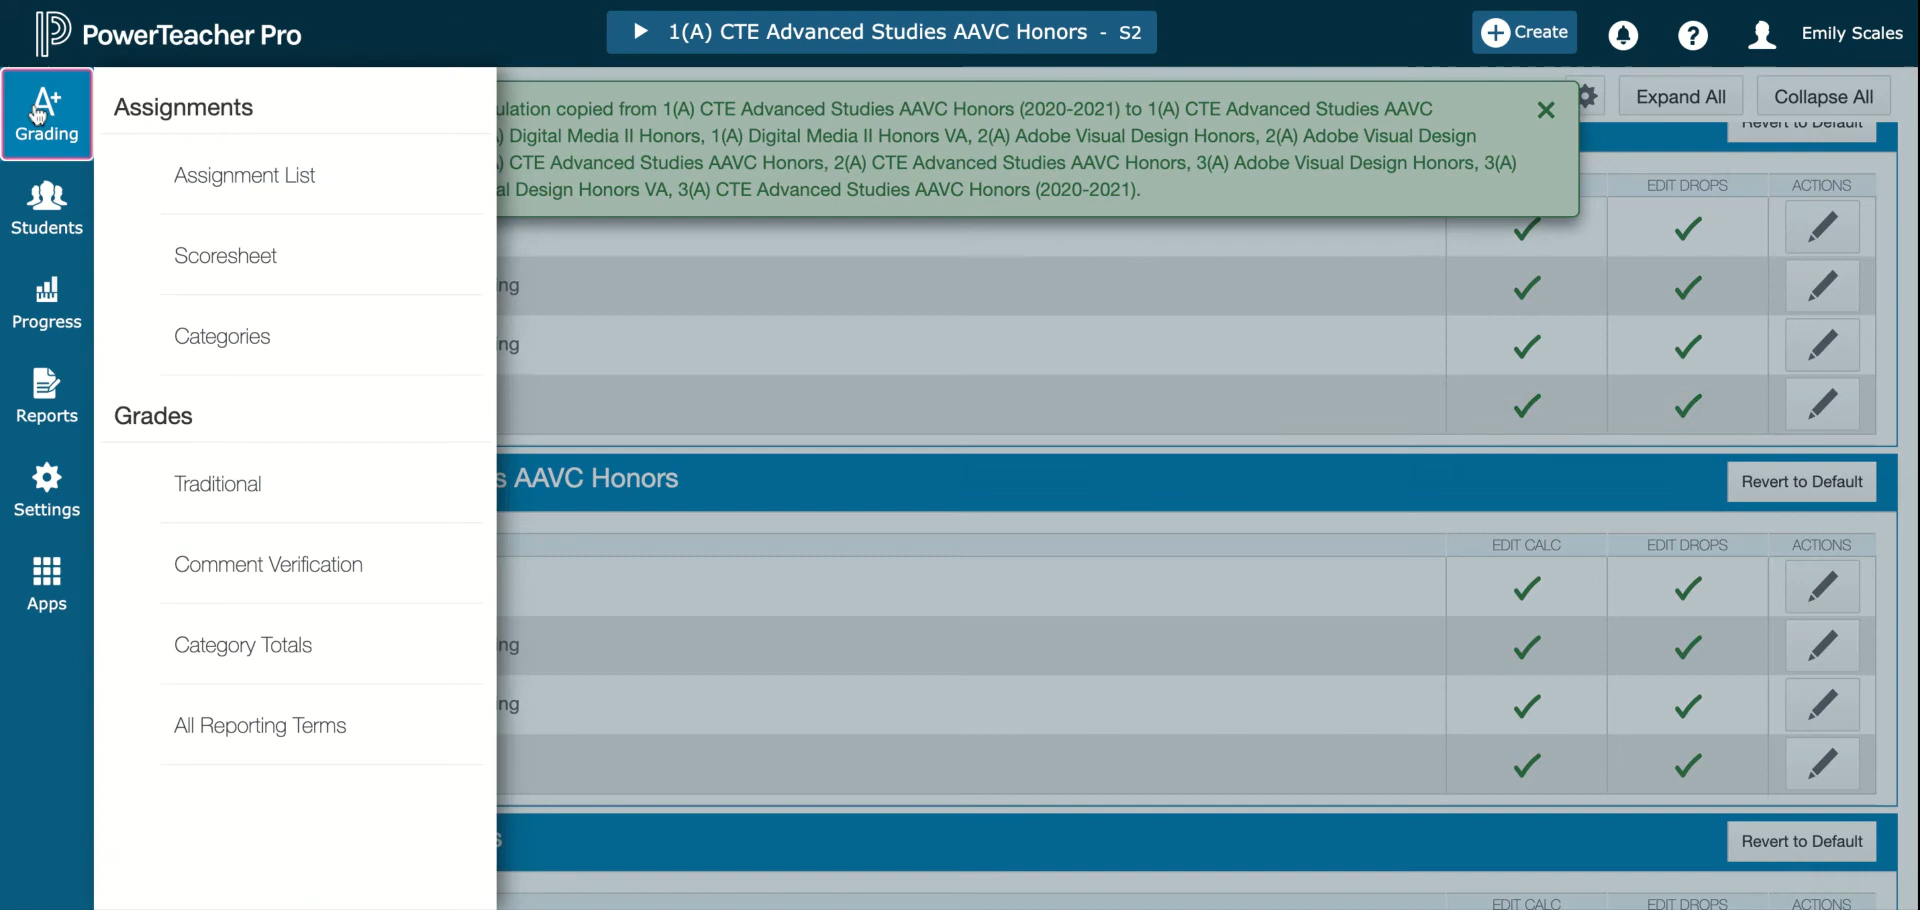 PowerTeacher Pro
1(A) CTE Advanced Studies AAVC Honors - S2
Create
Emily Scales
Grading
Students
Progress
Reports
Settings
Apps
Assignments
Assignment List
Scoresheet
Categories
Grades
Traditional
Comment Verification
Category Totals
All Reporting Terms
Expand All
Collapse All
Revert to Default
ulation copied from 1(A) CTE Advanced Studies AAVC Honors (2020-2021) to 1(A) CTE Advanced Studies AAVC
) Digital Media II Honors, 1(A) Digital Media II Honors VA, 2(A) Adobe Visual Design Honors, 2(A) Adobe Visual Design
) CTE Advanced Studies AAVC Honors, 2(A) CTE Advanced Studies AAVC Honors, 3(A) Adobe Visual Design Honors, 3(A)
al Design Honors VA, 3(A) CTE Advanced Studies AAVC Honors (2020-2021).
EDIT DROPS ACTIONS
ng
ng
s AAVC Honors
Revert to Default
EDIT CALC EDIT DROPS ACTIONS
ng
ng
s
Revert to Default
EDIT CALC EDIT DROPS ACTIONS